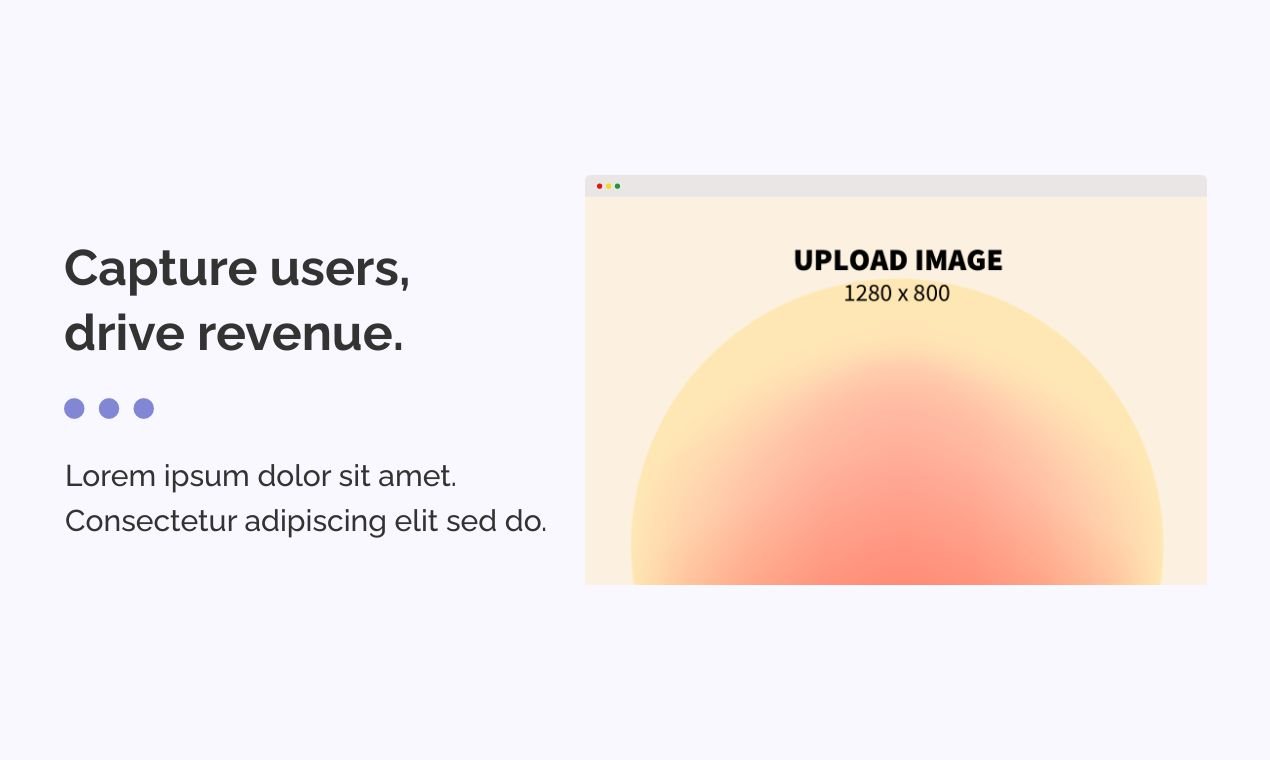 Capture users,
drive revenue.
Lorem ipsum dolor sit amet.
Consectetur adipiscing elit sed do.
UPLOAD IMAGE
1280 x 800